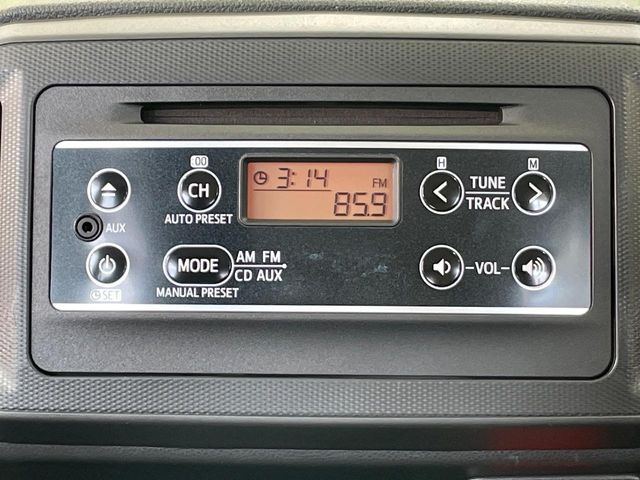 :00
CH
AUTO PRESET
AUX
SET
MODE
AM FM
CD AUX
MANUAL PRESET
3:14
FM
85.9
H
M
TUNE
TRACK
VOL